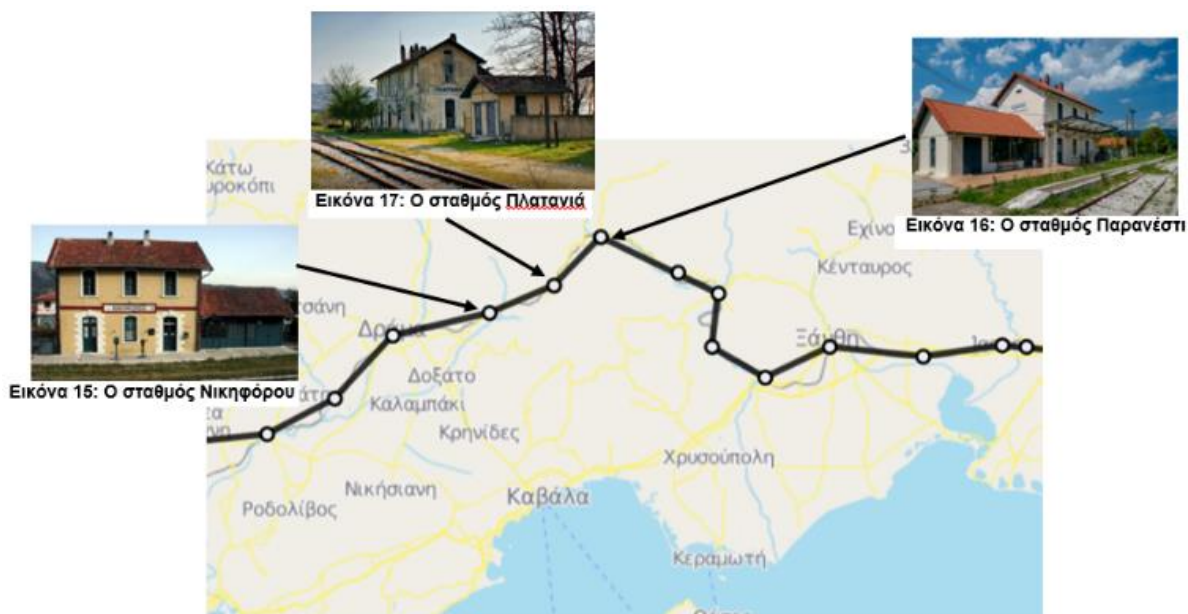 Εικόνα 17: Ο σταθμός Πλατανιά
Εικόνα 16: Ο σταθμός Παρανέστι
Εικόνα 15: Ο σταθμός Νικηφόρου
Κάτω
Κένταυρος
Δράμα
Ξάνθη
Δοξάτο
Καλαμπάκι
Κρηνίδες
Χρυσούπολη
Νικήσιανη
Καβάλα
Ροδολίβος
Κεραμωτή